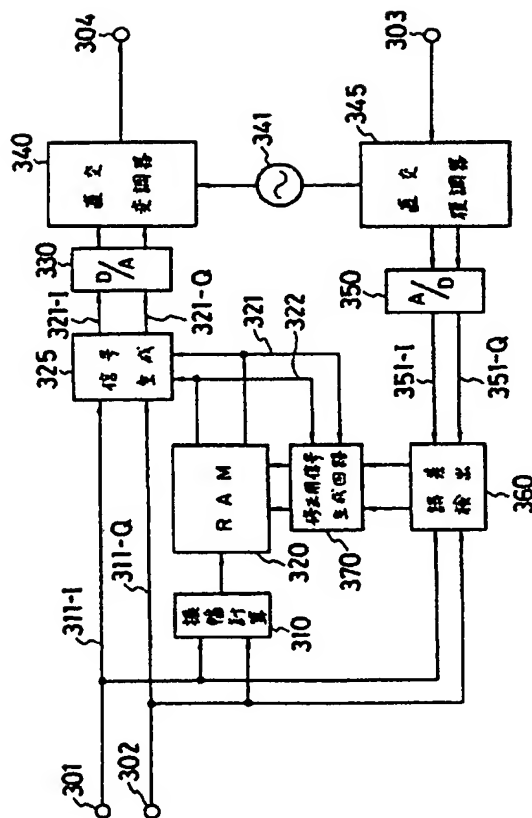 301
302
311-I
311-Q
振幅計算
310
RAM
320
修正用信号
生成回路
370
誤差
検出
360
321
322
信号
生成
325
321-I
321-Q
D/A
330
直交
変調器
340
304
341
直交
復調器
345
303
A/D
350
351-I
351-Q